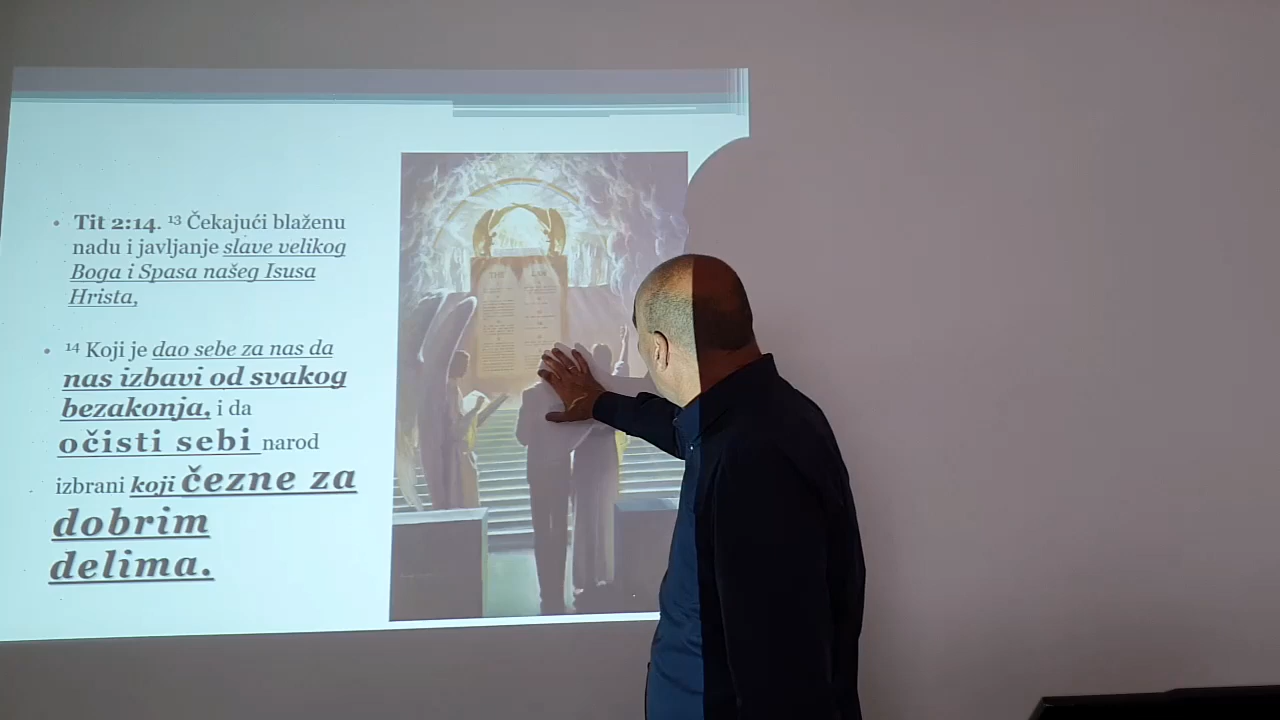 • Tit 2:14. ¹³ Čekajući blaženu
nadu i javljanje slave velikog
Boga i Spasa našeg Isusa
Hrista,
• ¹⁴ Koji je dao sebe za nas da
nas izbavi od svakog
bezakonja, i da
očisti sebi narod
izbrani koji čezne za
dobrim
delima.
THE LAW